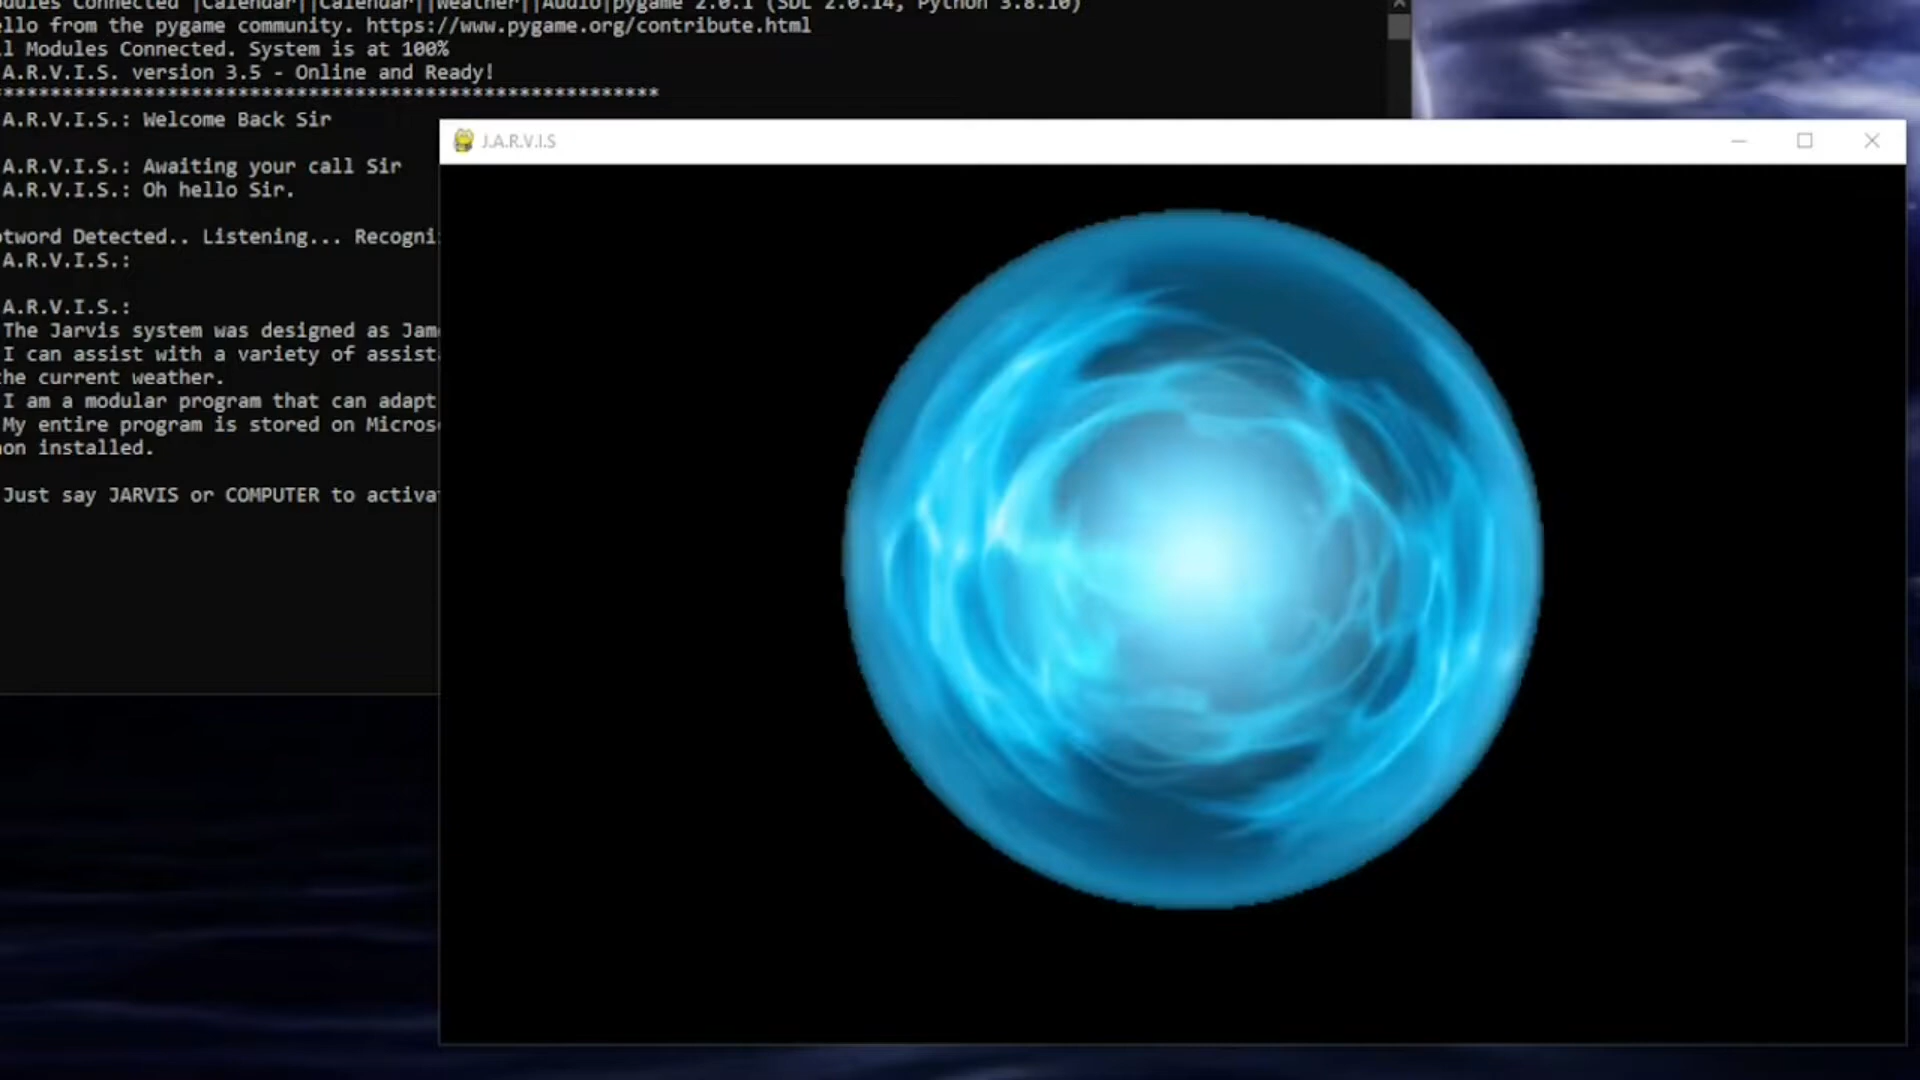 odules Connected |Calendar||Calendar||Weather||Audio|pygame 2.0.1 (SDL 2.0.14, Python 3.8.10)
ello from the pygame community. https://www.pygame.org/contribute.html
l Modules Connected. System is at 100%
A.R.V.I.S. version 3.5 - Online and Ready!
*********************************************************
A.R.V.I.S.: Welcome Back Sir
J.A.R.V.I.S
A.R.V.I.S.: Awaiting your call Sir
A.R.V.I.S.: Oh hello Sir.
otword Detected.. Listening... Recogni
A.R.V.I.S.:
A.R.V.I.S.:
The Jarvis system was designed as Jam
I can assist with a variety of assist
he current weather.
I am a modular program that can adapt
My entire program is stored on Micros
on installed.
Just say JARVIS or COMPUTER to activa